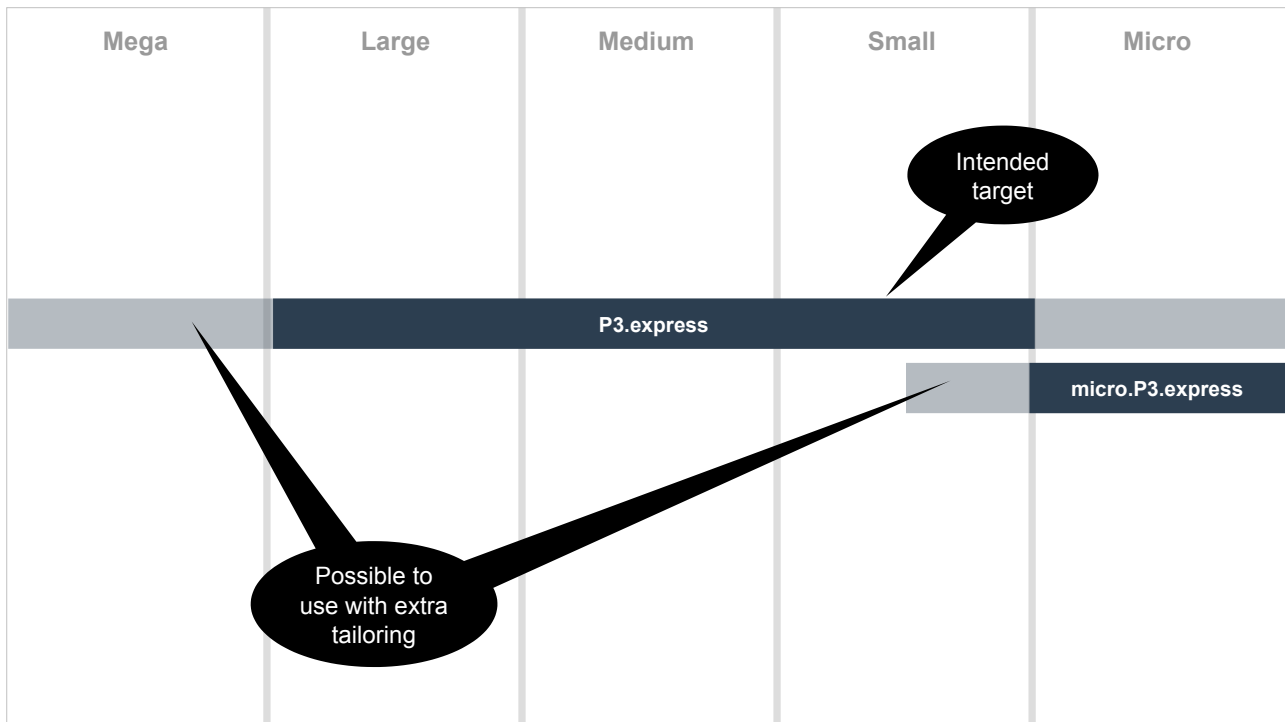 Mega
Large
Medium
Small
Micro
Intended
target
P3.express
micro.P3.express
Possible to
use with extra
tailoring